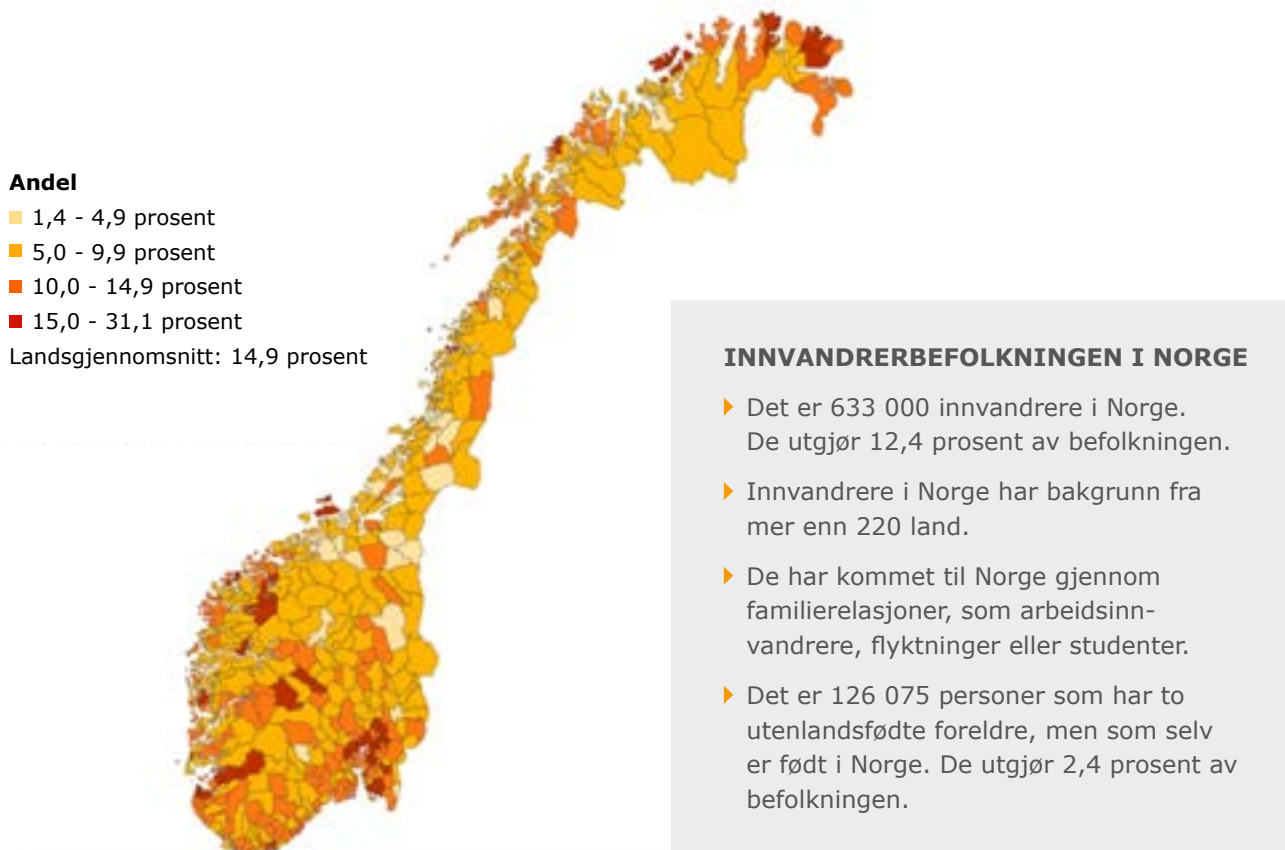 Andel
1,4 - 4,9 prosent
5,0 - 9,9 prosent
10,0 - 14,9 prosent
15,0 - 31,1 prosent
Landsgjennomsnitt: 14,9 prosent
INNVANDRERBEFOLKNINGEN I NORGE
Det er 633 000 innvandrere i Norge.
De utgjør 12,4 prosent av befolkningen.
Innvandrere i Norge har bakgrunn fra
mer enn 220 land.
De har kommet til Norge gjennom
familierelasjoner, som arbeidsinn-
vandrere, flyktninger eller studenter.
Det er 126 075 personer som har to
utenlandsfødte foreldre, men som selv
er født i Norge. De utgjør 2,4 prosent av
befolkningen.